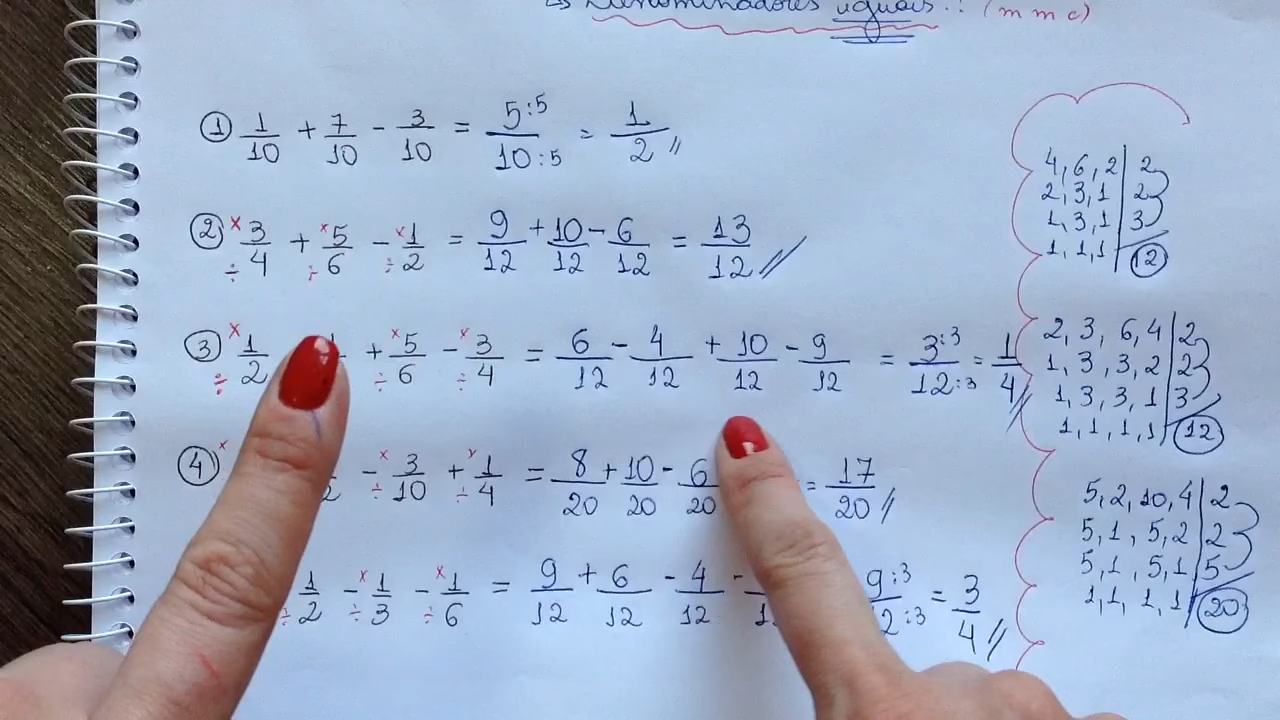 ↳ Denominadores iguais.: (mmc)
① 1/10 + 7/10 - 3/10 = 5:5/10:5 = 1/2 //
② 3/4 + 5/6 - 1/2 = 9/12 + 10/12 - 6/12 = 13/12 //
③ 1/2 + 5/6 - 3/4 = 6/12 - 4/12 + 10/12 - 9/12 = 3:3/12:3 = 1/4 //
④ - 3/10 + 1/4 = 8/20 + 10/20 - 6/20 = 17/20 //
1/2 - 1/3 - 1/6 = 9/12 + 6/12 - 4/12 - 9:3/2:3 = 3/4 //
4, 6, 2 | 2
2, 3, 1 | 2
1, 3, 1 | 3
1, 1, 1 | 12
2, 3, 6, 4 | 2
1, 3, 3, 2 | 2
1, 3, 3, 1 | 3
1, 1, 1, 1 | 12
5, 2, 10, 4 | 2
5, 1, 5, 2 | 2
5, 1, 5, 1 | 5
1, 1, 1, 1 | 20